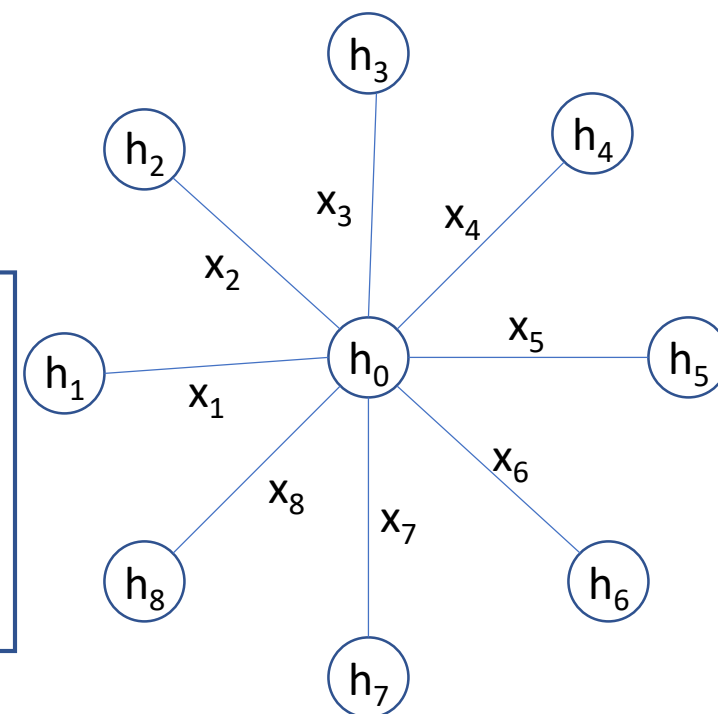 h₃
h₄
h₂
x₃
x₄
x₂
x₅
h₁
h₀
h₅
x₁
x₆
x₈
x₇
h₈
h₆
h₇